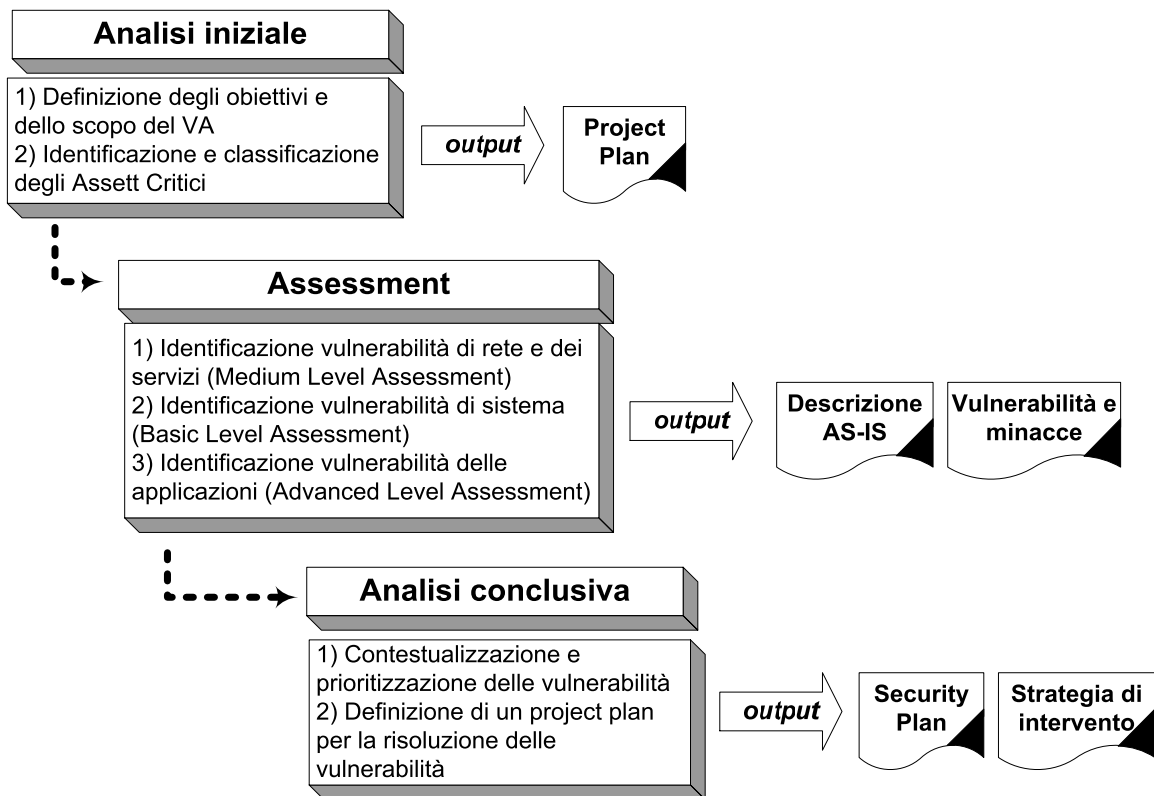 Analisi iniziale
1) Definizione degli obiettivi e
dello scopo del VA
2) Identificazione e classificazione
degli Assett Critici
output
Project
Plan
Assessment
1) Identificazione vulnerabilità di rete e dei
servizi (Medium Level Assessment)
2) Identificazione vulnerabilità di sistema
(Basic Level Assessment)
3) Identificazione vulnerabilità delle
applicazioni (Advanced Level Assessment)
output
Descrizione
AS-IS
Vulnerabilità e
minacce
Analisi conclusiva
1) Contestualizzazione e
prioritizzazione delle vulnerabilità
2) Definizione di un project plan
per la risoluzione delle
vulnerabilità
output
Security
Plan
Strategia di
intervento